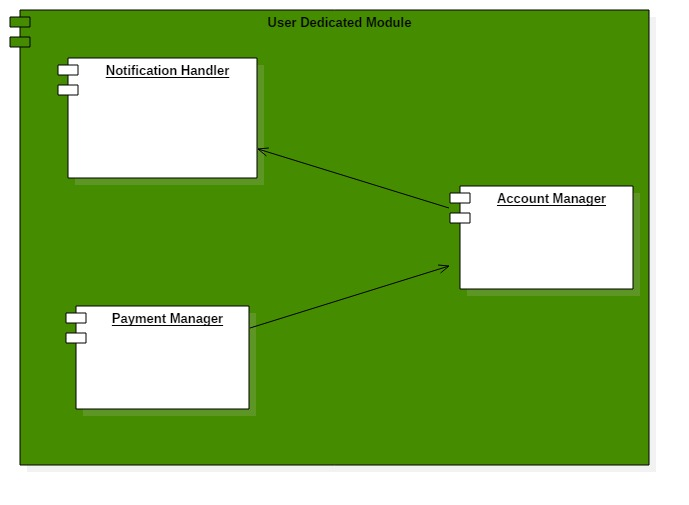 User Dedicated Module
Notification Handler
Account Manager
Payment Manager